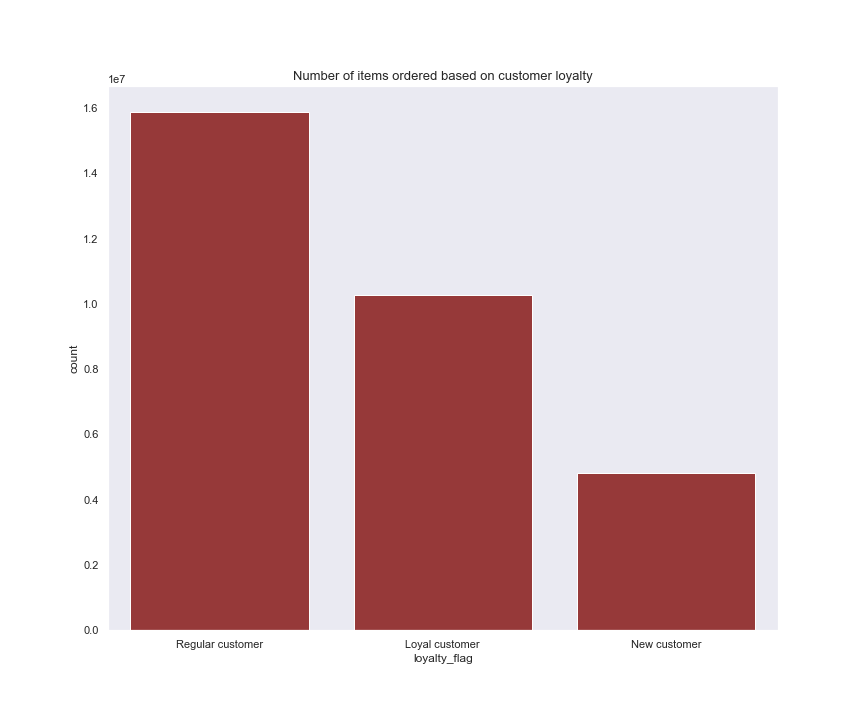 Number of items ordered based on customer loyalty
1e7
1.6
1.4
1.2
1.0
0.8
0.6
0.4
0.2
0.0
count
Regular customer
Loyal customer
New customer
loyalty_flag